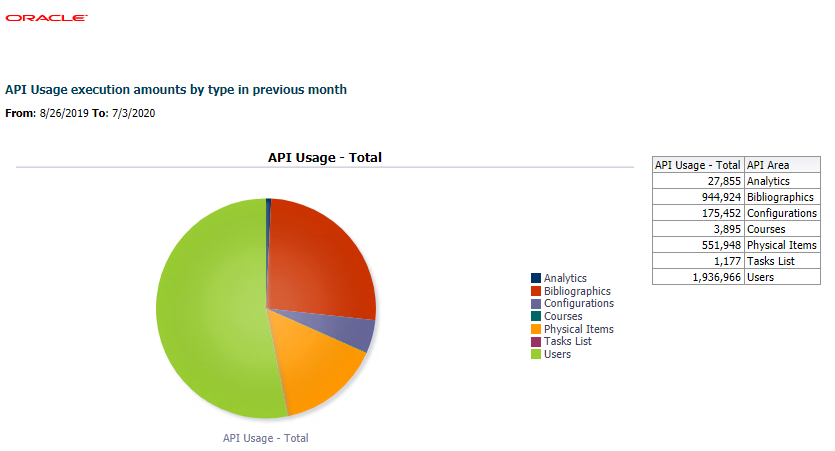 ORACLE
API Usage execution amounts by type in previous month
From: 8/26/2019 To: 7/3/2020
API Usage - Total
Analytics
Bibliographics
Configurations
Courses
Physical Items
Tasks List
Users
API Usage - Total
API Usage - Total API Area
27,855 Analytics
944,924 Bibliographics
175,452 Configurations
3,895 Courses
551,948 Physical Items
1,177 Tasks List
1,936,966 Users